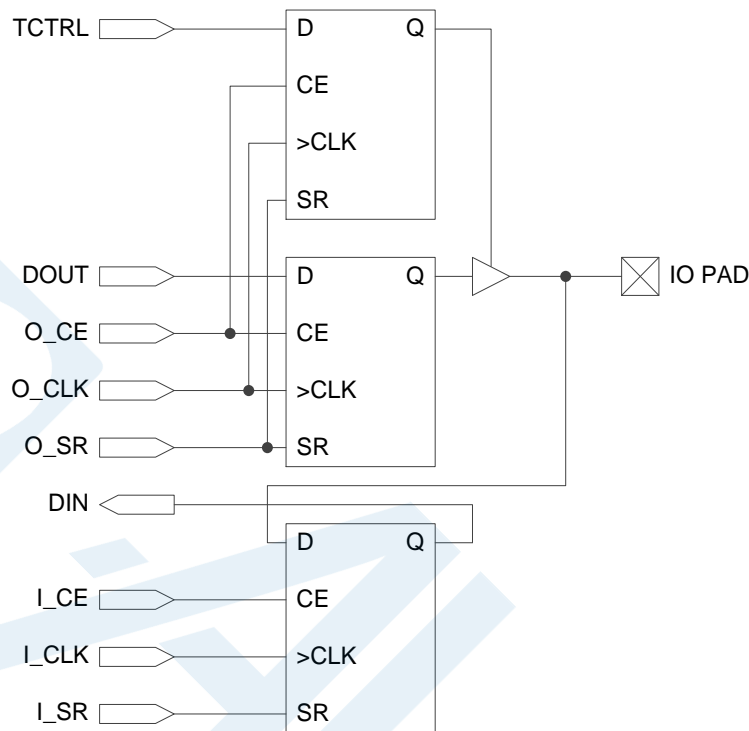 TCTRL
D Q
CE
>CLK
SR
DOUT
D Q
IO PAD
O_CE
CE
O_CLK
>CLK
O_SR
SR
DIN
D Q
I_CE
CE
I_CLK
>CLK
I_SR
SR